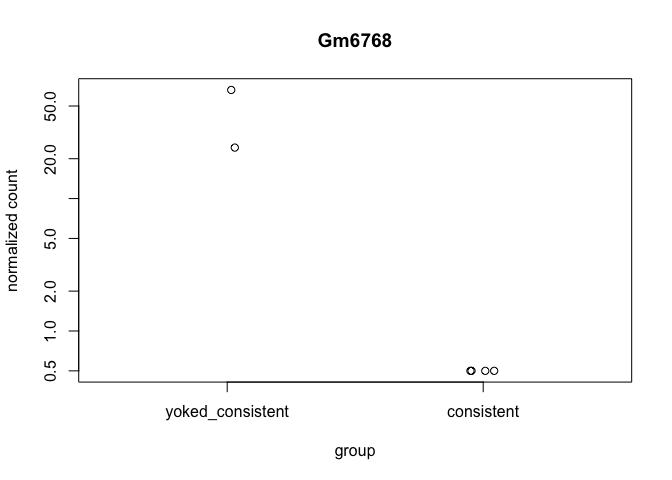 Gm6768
normalized count
50.0
20.0
5.0
2.0
1.0
0.5
yoked_consistent
consistent
group